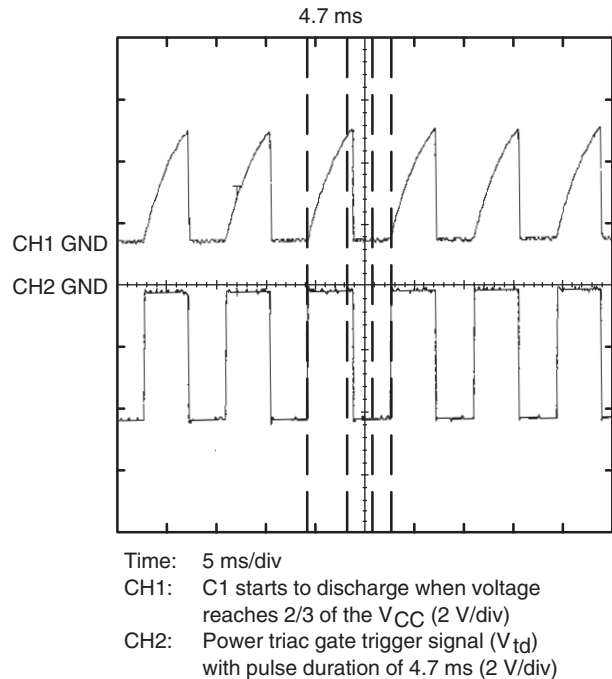 4.7 ms
CH1 GND
CH2 GND
Time: 5 ms/div
CH1: C1 starts to discharge when voltage
reaches 2/3 of the VCC (2 V/div)
CH2: Power triac gate trigger signal (Vtd)
with pulse duration of 4.7 ms (2 V/div)